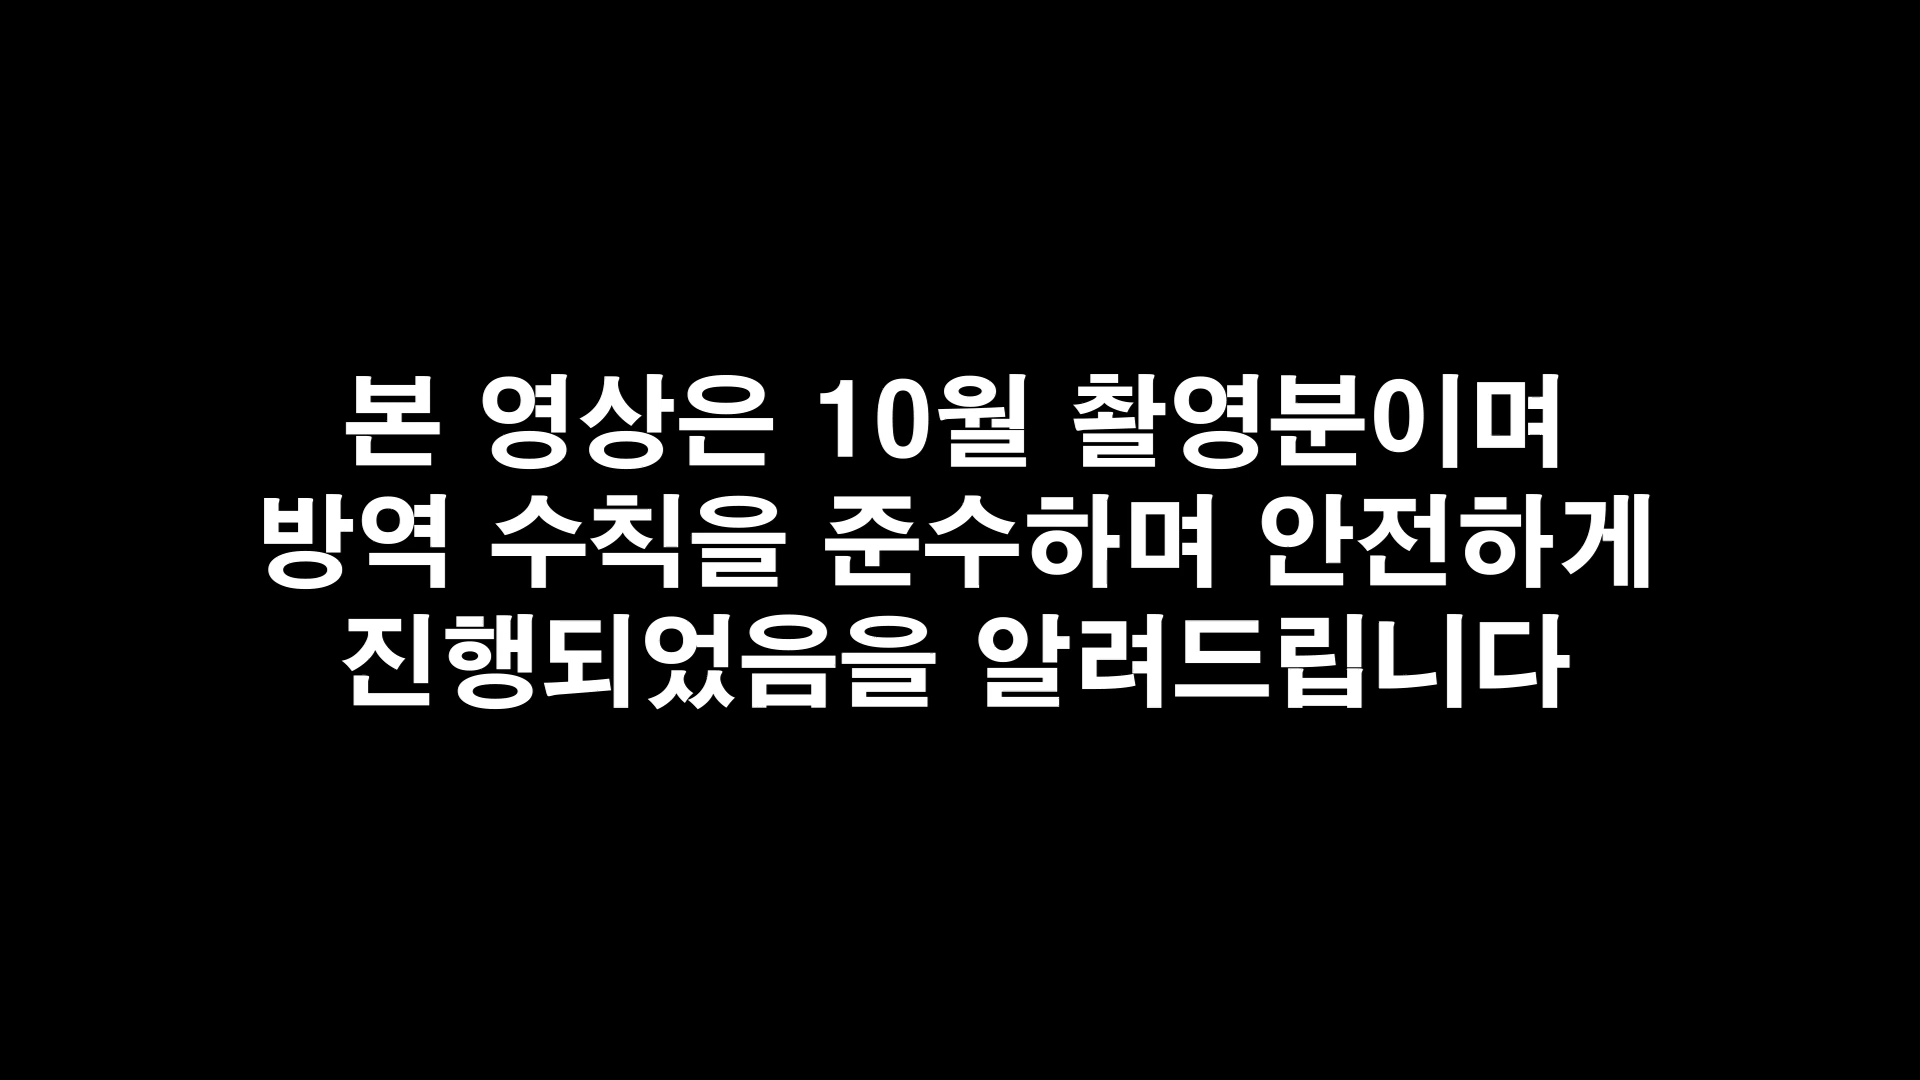 본 영상은 10월 촬영분이며
방역 수칙을 준수하며 안전하게
진행되었음을 알려드립니다